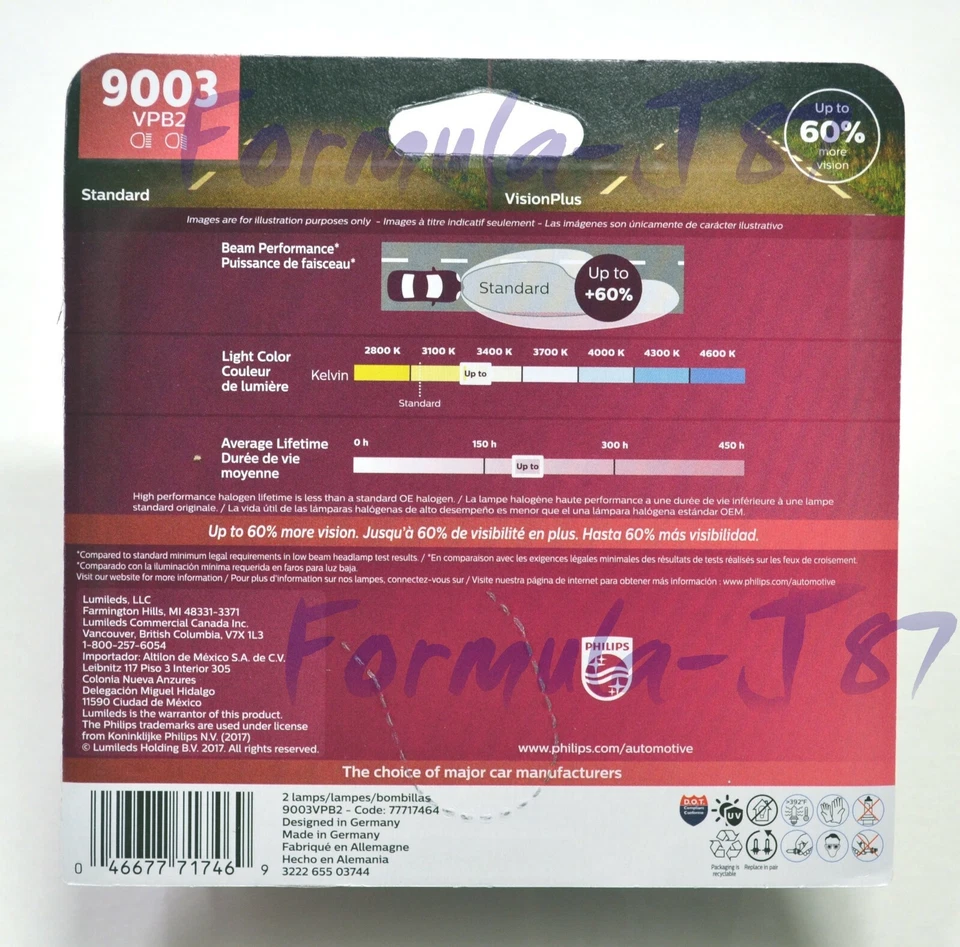 9003
VPB2
Up to
60%
more
vision
Standard
VisionPlus
Images are for illustration purposes only - Images à titre indicatif seulement - Las imágenes son únicamente de carácter ilustrativo
Beam Performance*
Puissance de faisceau*
Standard
Up to
+60%
Light Color
Couleur
de lumière
Kelvin
2800 K 3100 K 3400 K 3700 K 4000 K 4300 K 4600 K
Up to
Standard
Average Lifetime
Durée de vie
moyenne
0 h 150 h 300 h 450 h
Up to
High performance halogen lifetime is less than a standard OE halogen. / La lampe halogène haute performance a une durée de vie inférieure à une lampe
standard originale. / La vida útil de las lámparas halógenas de alto desempeño es menor que el una lámpara halógena estándar OEM.
Up to 60% more vision. Jusqu'à 60% de visibilité en plus. Hasta 60% más visibilidad.
*Compared to standard minimum legal requirements in low beam headlamp test results. / *En comparaison avec les exigences légales minimales des résultats de tests réalisés sur les feux de croisement.
*Comparado con la iluminación mínima requerida en faros para luz baja.
Visit our website for more information / Pour plus d'information sur nos lampes, connectez-vous sur / Visite nuestra página de internet para obtener más información : www.philips.com/automotive
Lumileds, LLC
Farmington Hills, MI 48331-3371
Lumileds Commercial Canada Inc.
Vancouver, British Columbia, V7X 1L3
1-800-257-6054
Importador: Altilon de México S.A. de C.V.
Leibnitz 117 Piso 3 Interior 305
Colonia Nueva Anzures
Delegación Miguel Hidalgo
11590 Ciudad de México
Lumileds is the warrantor of this product.
The Philips trademarks are used under license
from Koninklijke Philips N.V. (2017)
© Lumileds Holding B.V. 2017. All rights reserved.
PHILIPS
www.philips.com/automotive
The choice of major car manufacturers
0 46677 71746 9
2 lamps/lampes/bombillas
9003VPB2 - Code: 77717464
Designed in Germany
Made in Germany
Fabriqué en Allemagne
Hecho en Alemania
3222 655 03744
D.O.T.
Compliant
Conforme
UV
>392°F
Packaging is
recyclable
Replace in pair
Formula-J87
Formula-J87